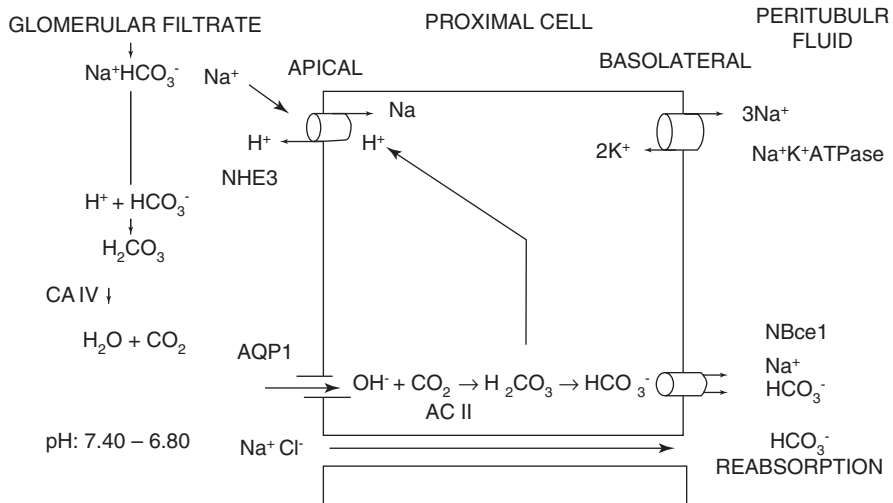 GLOMERULAR FILTRATE
PROXIMAL CELL
PERITUBULR
FLUID
Na⁺HCO₃⁻
Na⁺
APICAL
BASOLATERAL
Na
3Na⁺
H⁺
H⁺
2K⁺
Na⁺K⁺ATPase
NHE3
H⁺ + HCO₃⁻
H₂CO₃
CA IV
H₂O + CO₂
AQP1
NBce1
Na⁺
HCO₃⁻
OH⁻ + CO₂ → H₂CO₃ → HCO₃⁻
AC II
pH: 7.40 – 6.80
Na⁺ Cl⁻
HCO₃⁻
REABSORPTION